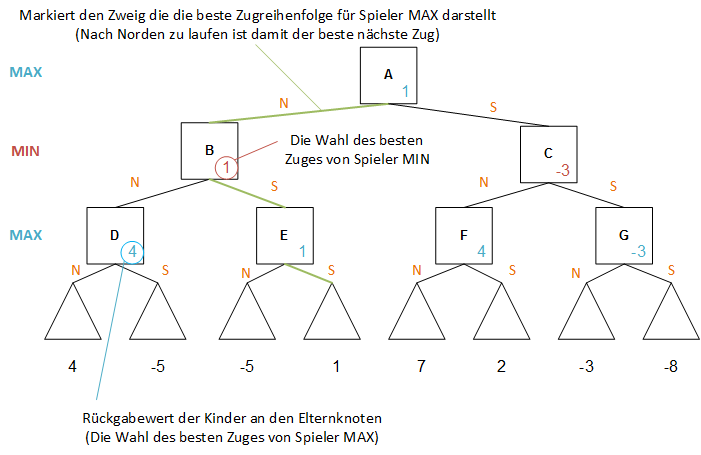 Markiert den Zweig die die beste Zugreihenfolge für Spieler MAX darstellt
(Nach Norden zu laufen ist damit der beste nächste Zug)
MAX
A
1
N
S
MIN
B
1
Die Wahl des besten
Zuges von Spieler MIN
C
-3
N
S
N
S
MAX
D
4
E
1
F
4
G
-3
N
S
N
S
N
S
N
S
4
-5
-5
1
7
2
-3
-8
Rückgabewert der Kinder an den Elternknoten
(Die Wahl des besten Zuges von Spieler MAX)